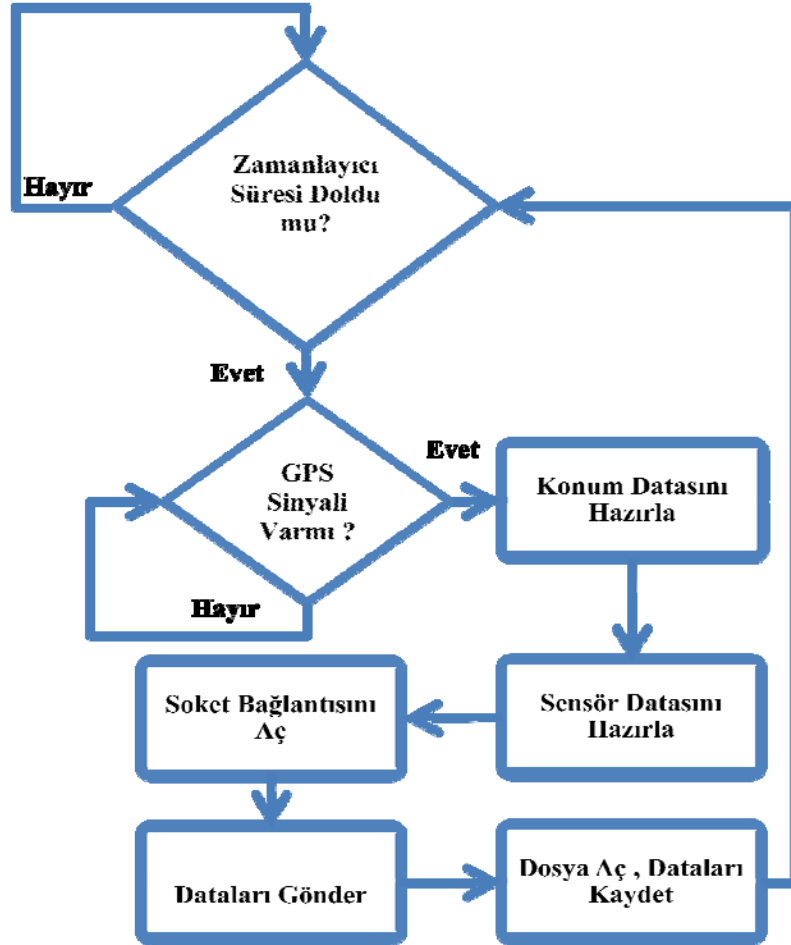 Zamanlayıcı
Süresi Doldu
mu?
Hayır
Evet
GPS
Sinyali
Varmı ?
Evet
Konum Datasını
Hazırla
Hayır
Sensör Datasını
Hazırla
Soket Bağlantısını
Aç
Dataları Gönder
Dosya Aç , Dataları
Kaydet